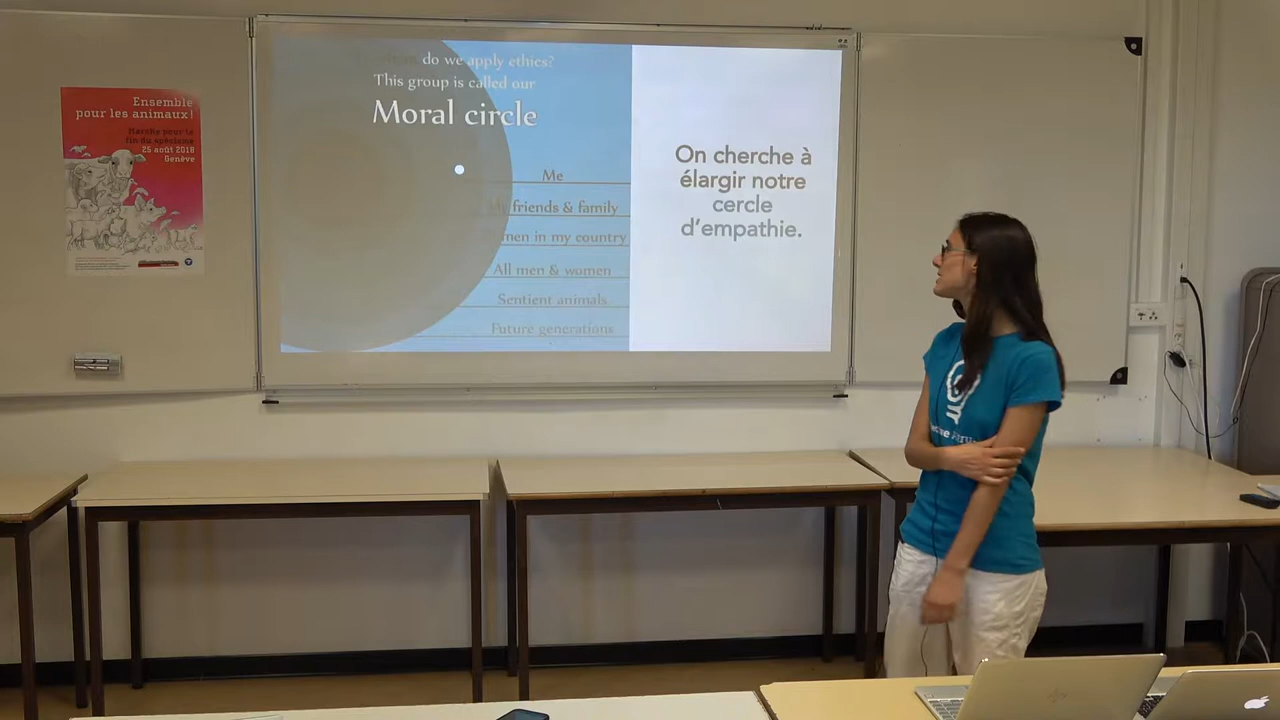 Ensemble
pour les animaux!
Marche pour la
fin du spécisme
25 août 2018
Genève
do we apply ethics?
This group is called our
Moral circle
Me
friends & family
men in my country
All men & women
Sentient animals
Future generations
On cherche à
élargir notre
cercle
d'empathie.